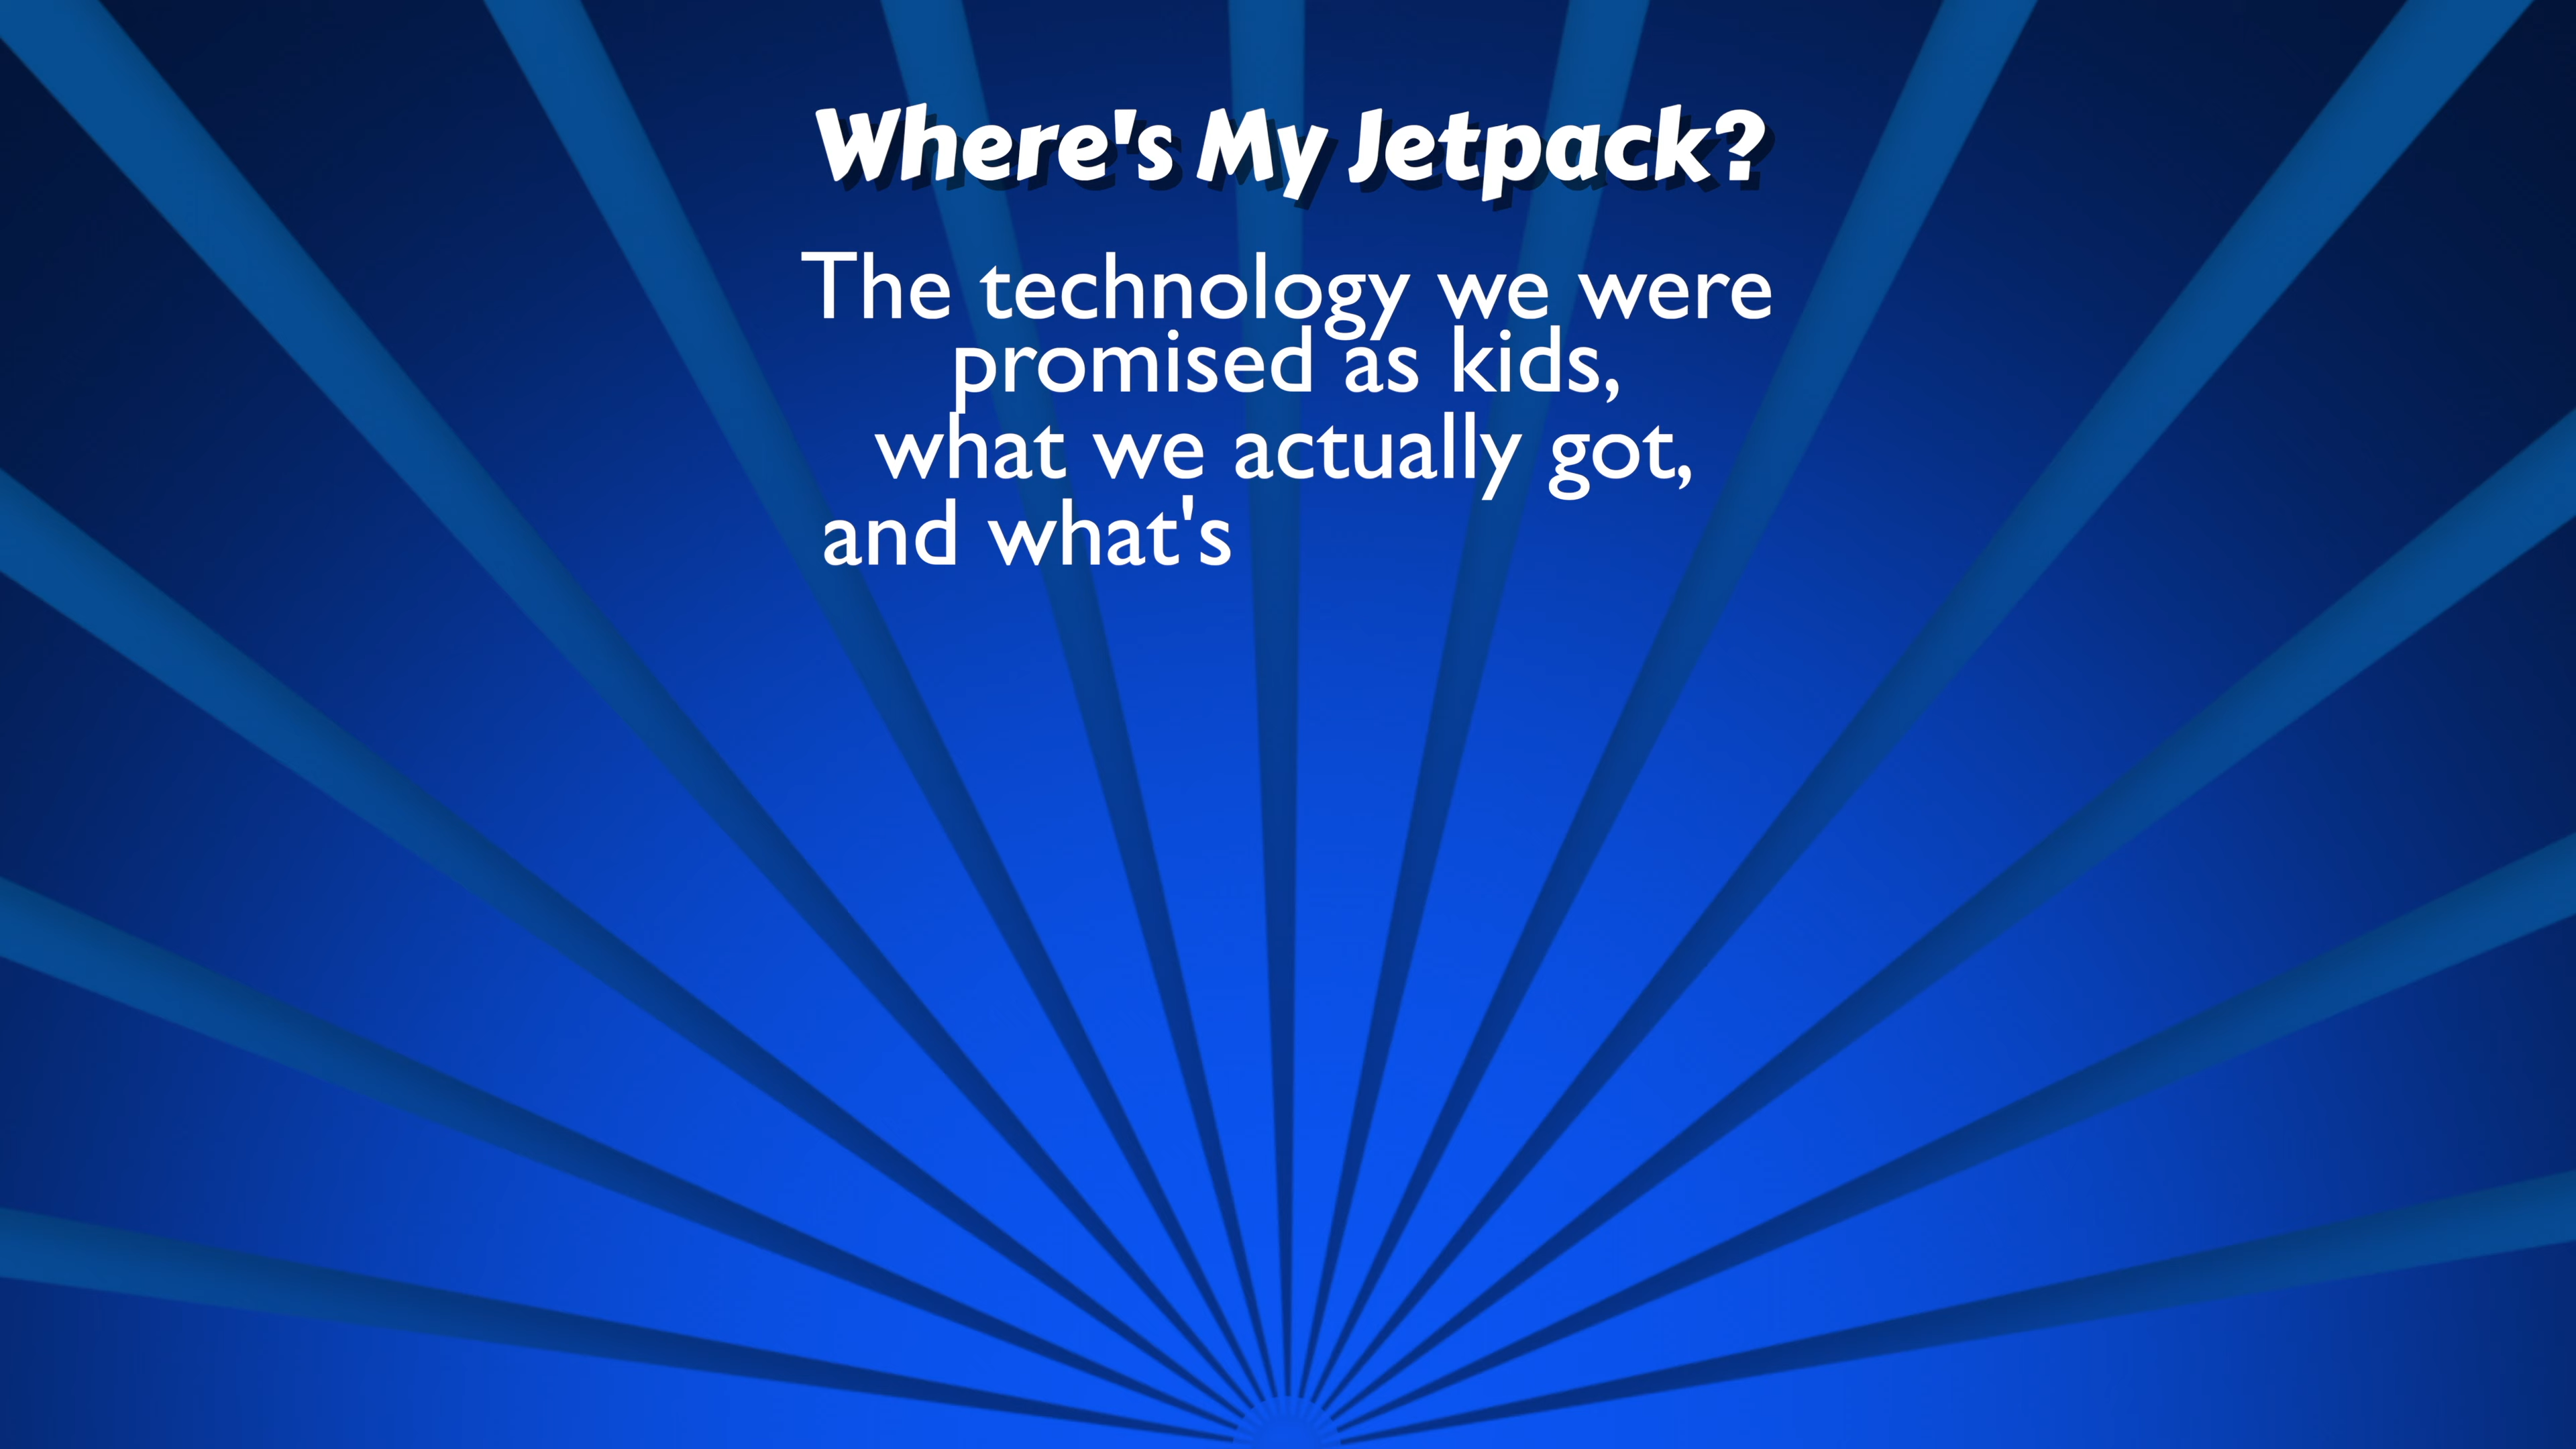 Where's My Jetpack?
The technology we were
promised as kids,
what we actually got,
and what's